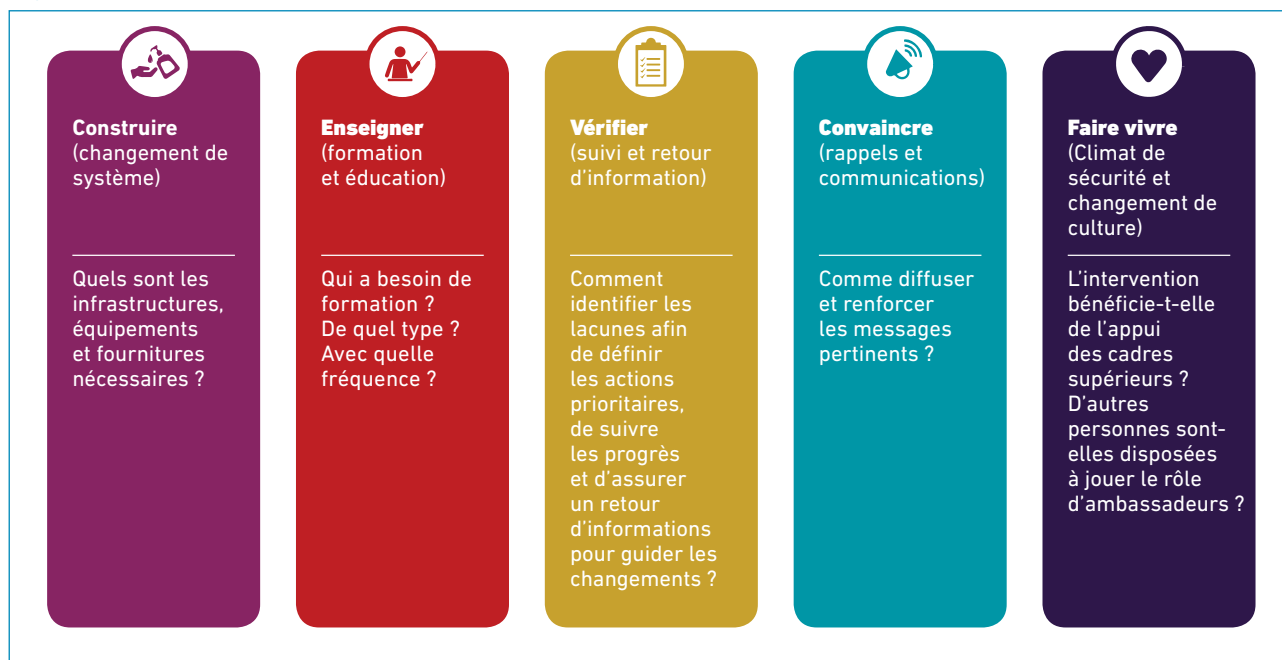 Construire
(changement de
système)
Quels sont les
infrastructures,
équipements
et fournitures
nécessaires ?
Enseigner
(formation
et éducation)
Qui a besoin de
formation ?
De quel type ?
Avec quelle
fréquence ?
Vérifier
(suivi et retour
d’information)
Comment
identifier les
lacunes afin
de définir
les actions
prioritaires,
de suivre
les progrès
et d’assurer
un retour
d’informations
pour guider les
changements ?
Convaincre
(rappels et
communications)
Comme diffuser
et renforcer
les messages
pertinents ?
Faire vivre
(Climat de
sécurité et
changement de
culture)
L’intervention
bénéficie-t-elle
de l’appui
des cadres
supérieurs ?
D’autres
personnes sont-
elles disposées
à jouer le rôle
d’ambassadeurs ?